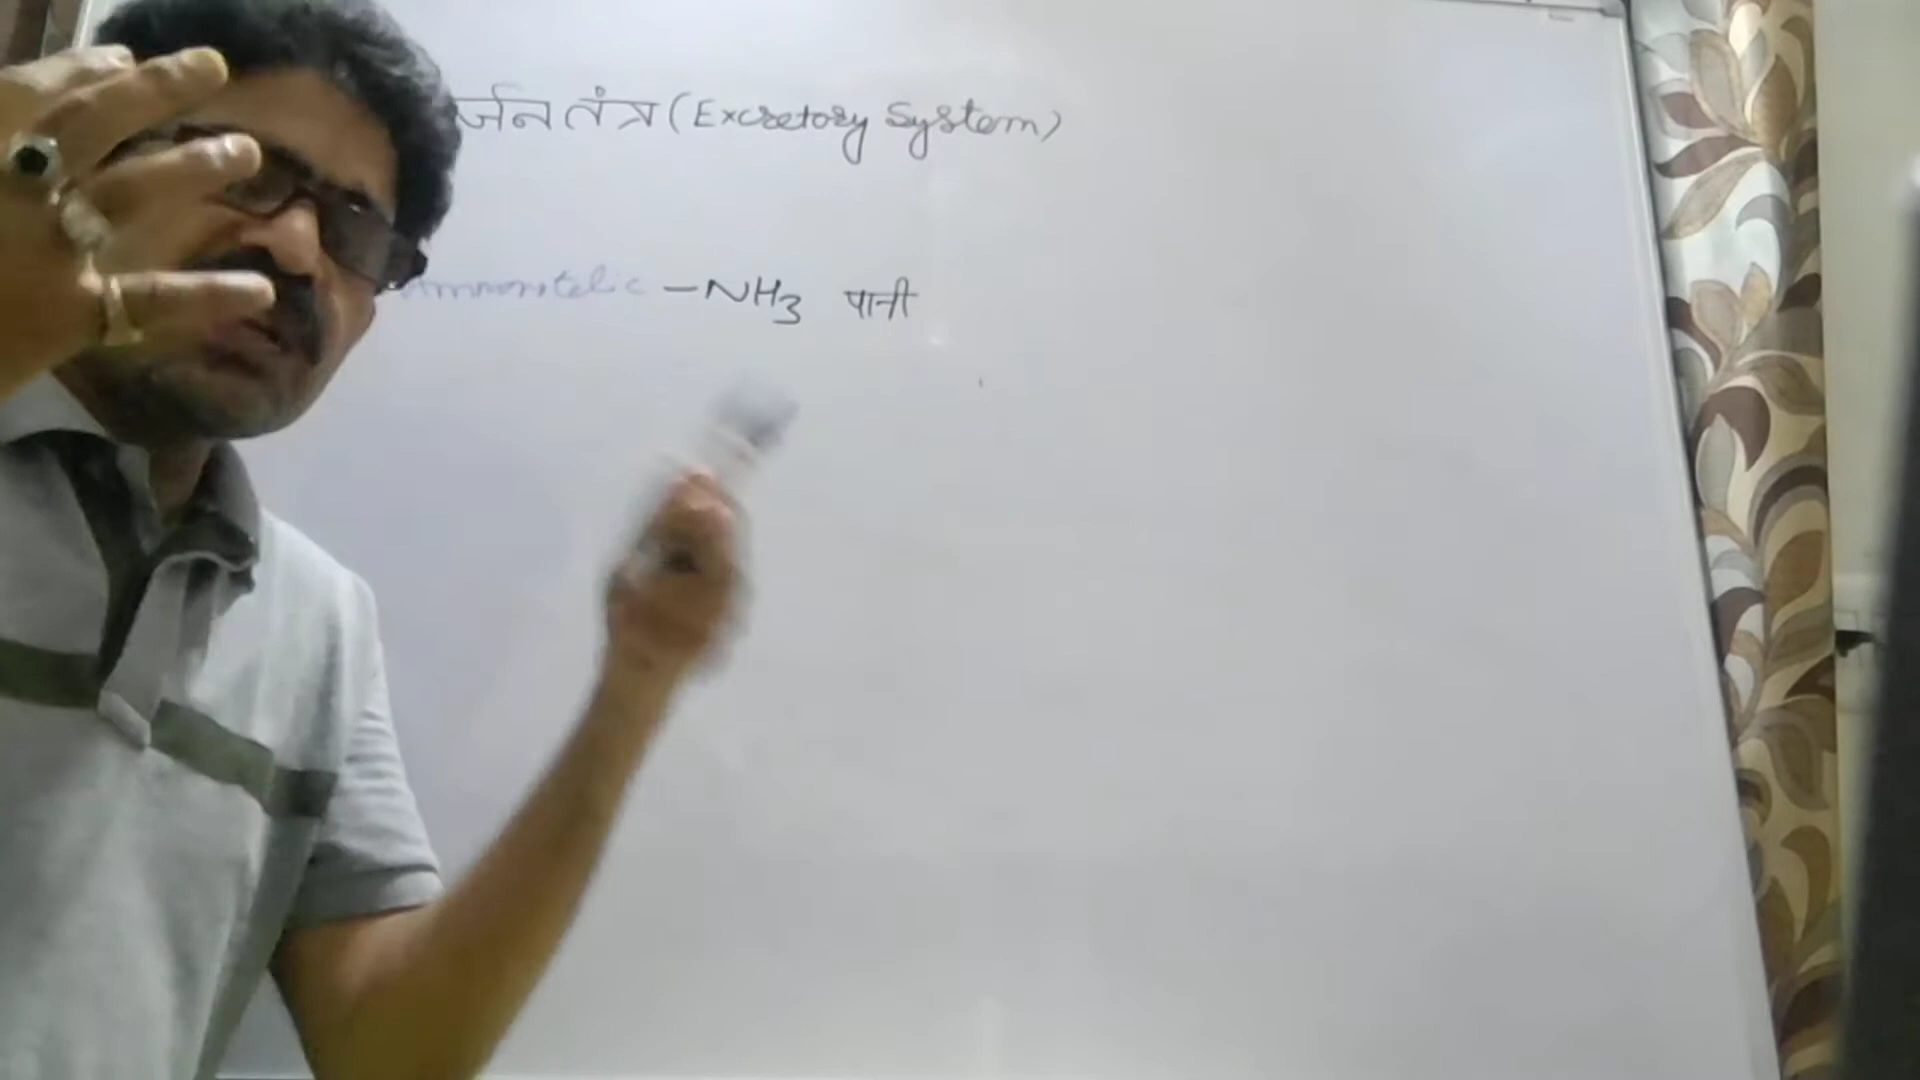 र्जन तंत्र (Excretory System)
Ammonotelic – NH3 पानी